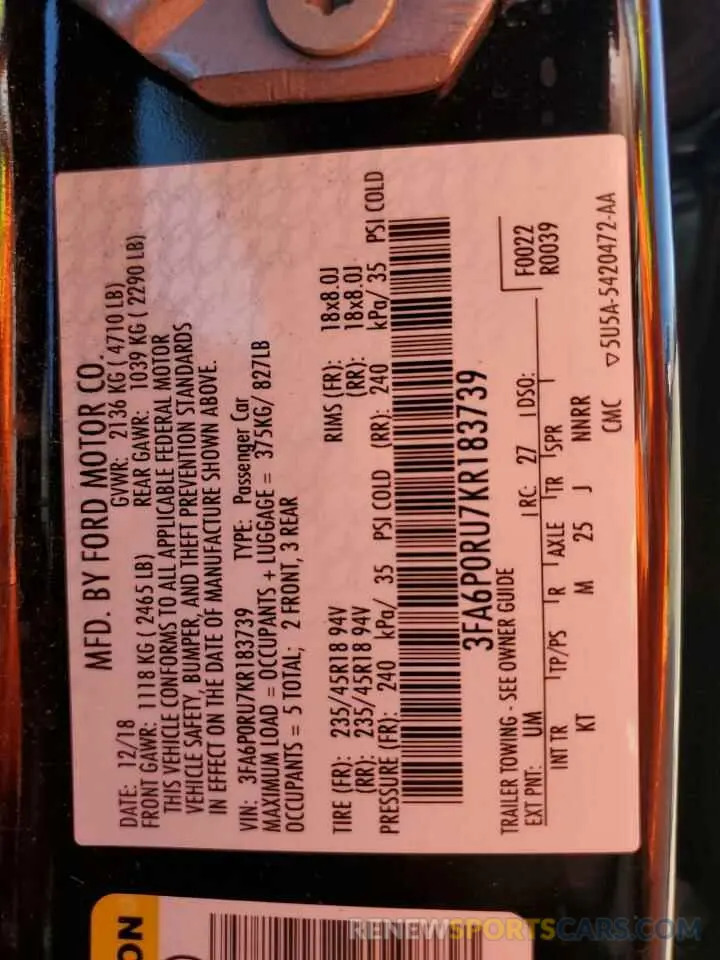 MFD. BY FORD MOTOR CO.
DATE: 12/18 GVWR: 2136 KG ( 4710 LB)
FRONT GAWR: 1118 KG ( 2465 LB) REAR GAWR: 1039 KG ( 2290 LB)
THIS VEHICLE CONFORMS TO ALL APPLICABLE FEDERAL MOTOR
VEHICLE SAFETY, BUMPER, AND THEFT PREVENTION STANDARDS
IN EFFECT ON THE DATE OF MANUFACTURE SHOWN ABOVE.
VIN: 3FA6P0RU7KR183739 TYPE: Passenger Car
MAXIMUM LOAD = OCCUPANTS + LUGGAGE = 375KG/ 827LB
OCCUPANTS = 5 TOTAL; 2 FRONT, 3 REAR
TIRE (FR): 235/45R18 94V RIMS (FR): 18x8.0J
(RR): 235/45R18 94V (RR): 18x8.0J
PRESSURE (FR): 240 kPa/ 35 PSI COLD (RR): 240 kPa/ 35 PSI COLD
3FA6P0RU7KR183739
TRAILER TOWING - SEE OWNER GUIDE
F0022
R0039
EXT PNT: UM RC: 27 DSO:
INT TR TP/PS R AXLE TR SPR
KT M 25 J NNRR
CMC ▽5U5A-5420472-AA
ON
RENEWSPORTSCARS.COM